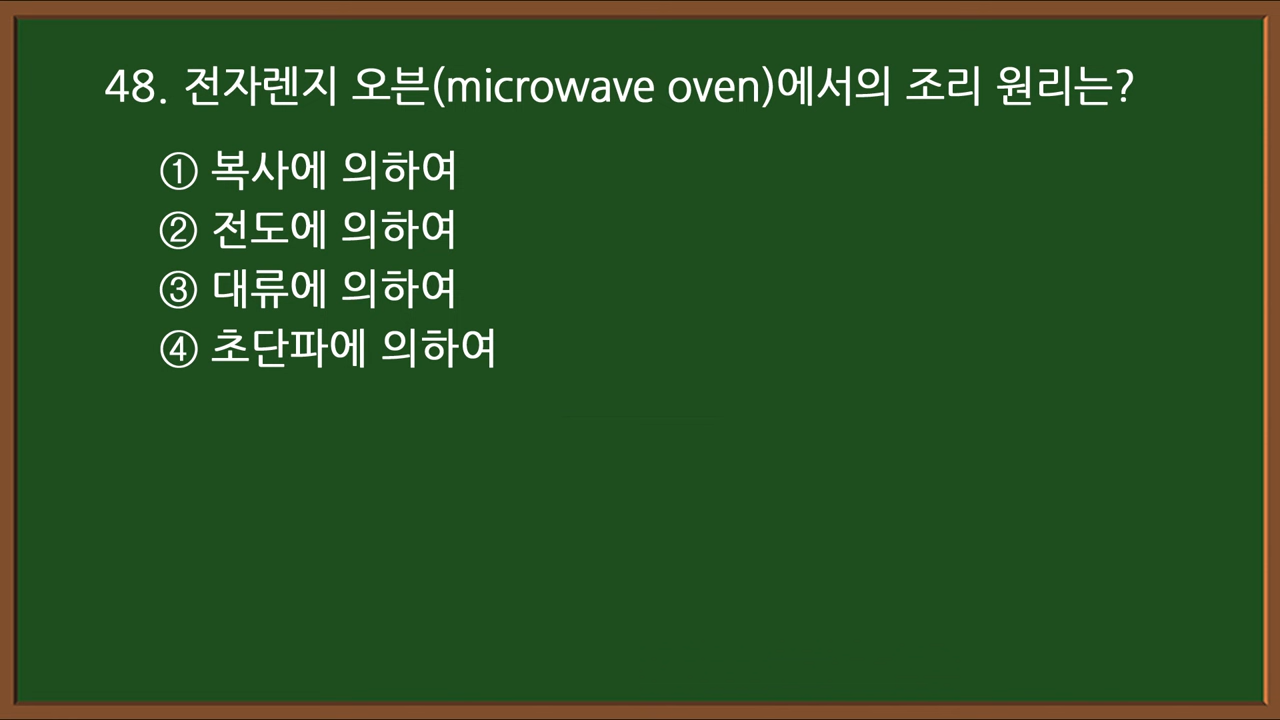 48. 전자렌지 오븐(microwave oven)에서의 조리 원리는?
① 복사에 의하여
② 전도에 의하여
③ 대류에 의하여
④ 초단파에 의하여